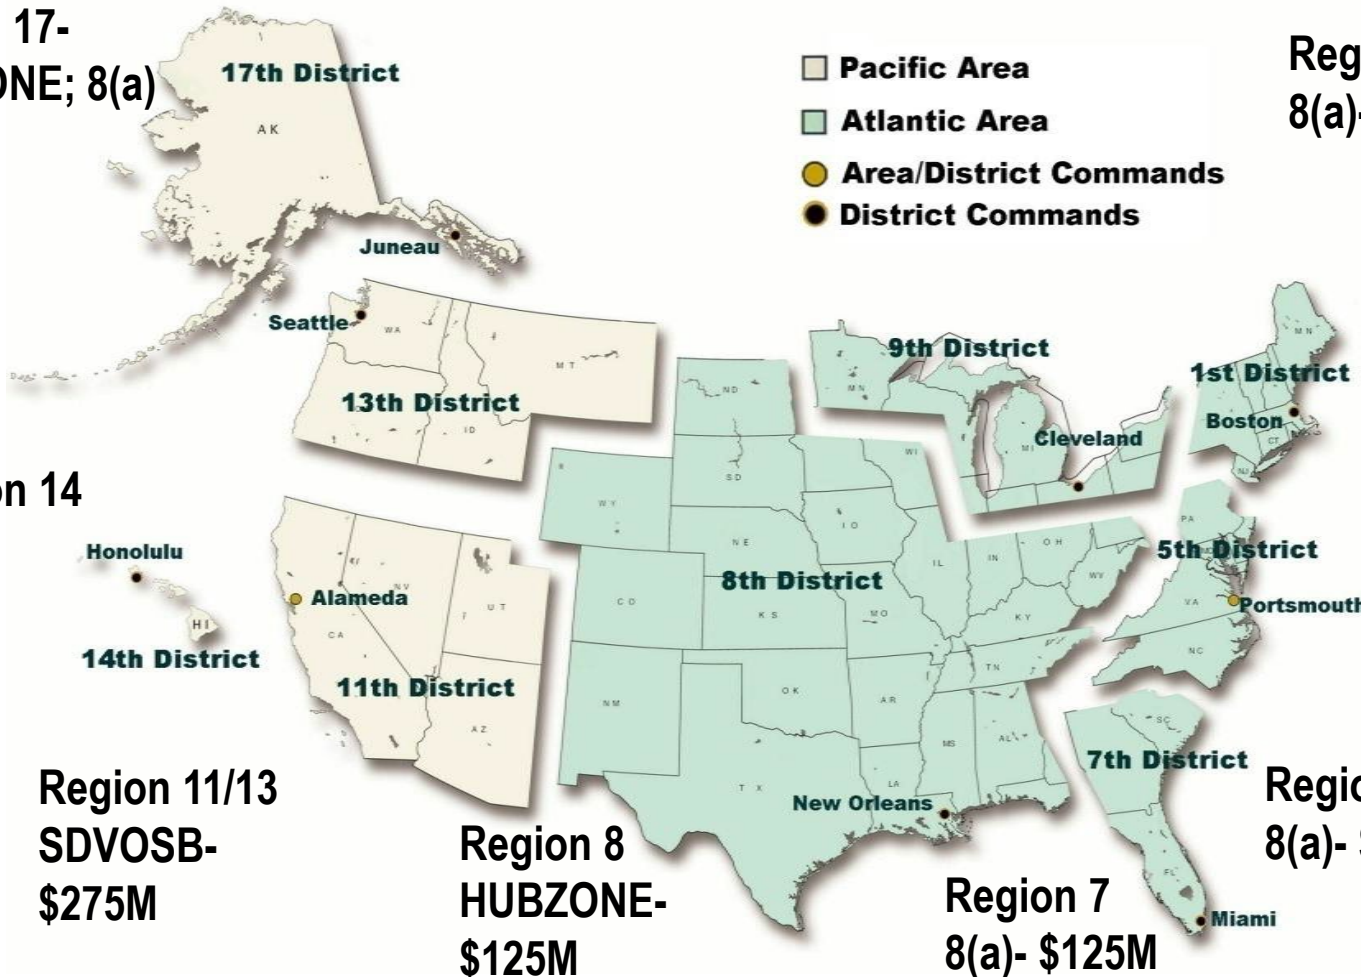 17-
ONE; 8(a)
17th District
AK
Juneau
Pacific Area
Atlantic Area
Area/District Commands
District Commands
Reg
8(a)-
Seattle
WA
MT
13th District
ID
9th District
MN
MI
Cleveland
1st District
MN
Boston
CT
NJ
on 14
Honolulu
HI
14th District
Alameda
NV
UT
CA
11th District
AZ
ND
SD
WI
WY
IO
NE
8th District
CO
KS
MO
IL
IN
OH
WV
KY
TN
NM
OK
AR
MS
AL
LA
TX
New Orleans
PA
5th District
VA
Portsmouth
NC
SC
7th District
FL
Miami
Region 11/13
SDVOSB-
$275M
Region 8
HUBZONE-
$125M
Region 7
8(a)- $125M
Regio
8(a)-